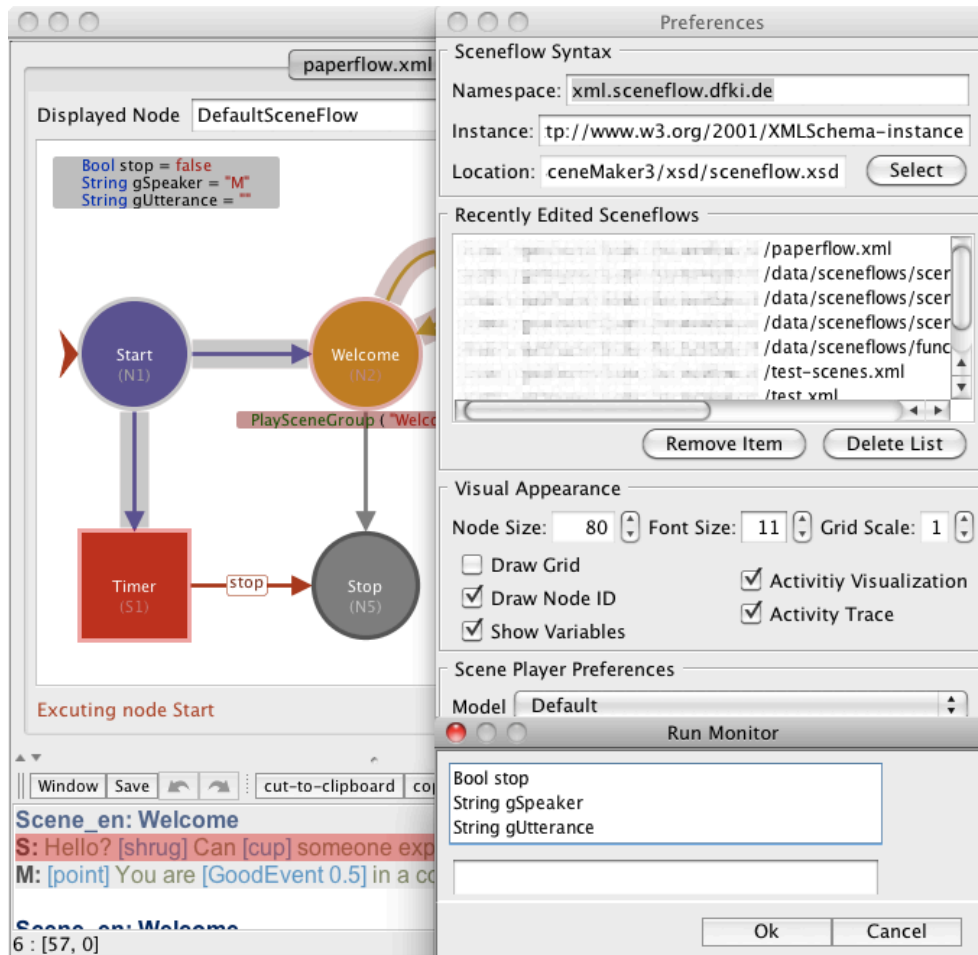 paperflow.xml
Displayed Node DefaultSceneFlow
Bool stop = false
String gSpeaker = "M"
String gUtterance = ""
Start
(N1)
Welcome
(N2)
PlaySceneGroup ( "Welco
Timer
(S1)
stop
Stop
(N5)
Excuting node Start
Window Save cut-to-clipboard cop
Scene_en: Welcome
S: Hello? [shrug] Can [cup] someone exp
M: [point] You are [GoodEvent 0.5] in a co
Scene_en: Welcome
6 : [57, 0]
Preferences
Sceneflow Syntax
Namespace: xml.sceneflow.dfki.de
Instance: tp://www.w3.org/2001/XMLSchema-instance
Location: ceneMaker3/xsd/sceneflow.xsd Select
Recently Edited Sceneflows
/paperflow.xml
/data/sceneflows/scer
/data/sceneflows/scer
/data/sceneflows/scer
/data/sceneflows/func
/test-scenes.xml
/test.xml
Remove Item Delete List
Visual Appearance
Node Size: 80 Font Size: 11 Grid Scale: 1
Draw Grid
Draw Node ID
Show Variables
Activitiy Visualization
Activity Trace
Scene Player Preferences
Model Default
Run Monitor
Bool stop
String gSpeaker
String gUtterance
Ok Cancel